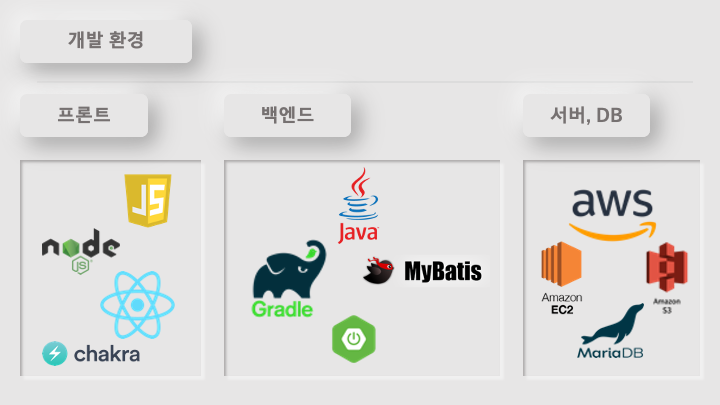 개발 환경
프론트
백엔드
서버, DB
JS
node
JS
chakra
Java
Gradle
MyBatis
aws
Amazon
EC2
Amazon
S3
MariaDB